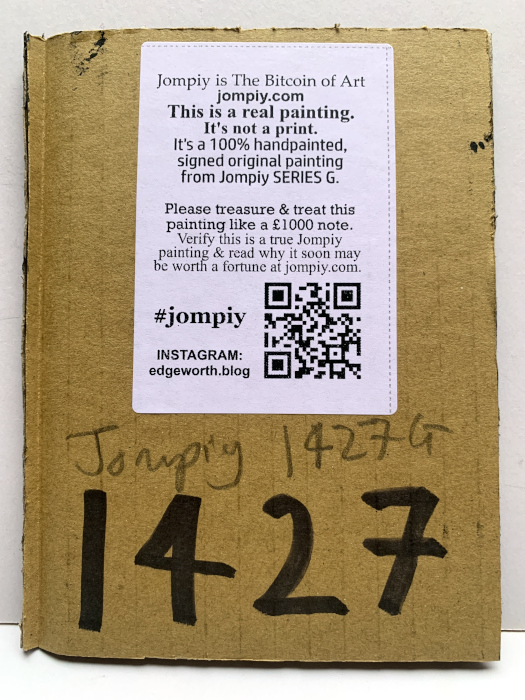 Jompiy is The Bitcoin of Art
jompiy.com
This is a real painting.
It's not a print.
It's a 100% handpainted,
signed original painting
from Jompiy SERIES G.
Please treasure & treat this
painting like a £1000 note.
Verify this is a true Jompiy
painting & read why it soon may
be worth a fortune at jompiy.com.
#jompiy
INSTAGRAM:
edgeworth.blog
Jompiy 1427G
1427